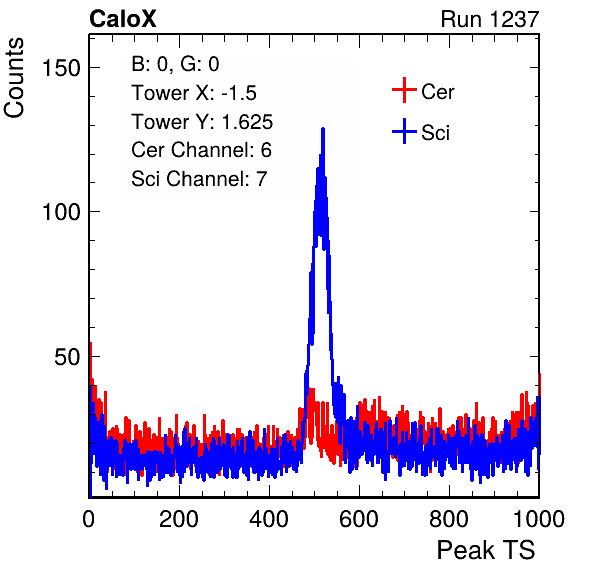 CaloX Run 1237
Counts
150
100
50
B: 0, G: 0
Tower X: -1.5
Tower Y: 1.625
Cer Channel: 6
Sci Channel: 7
Cer
Sci
0 200 400 600 800 1000
Peak TS